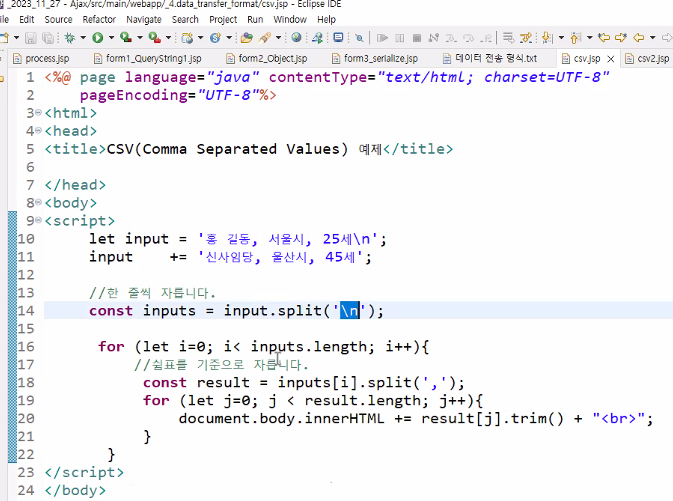 _2023_11_27 - Ajax/src/main/webapp/_4.data_transfer_format/csv.jsp - Eclipse IDE
Edit Source Refactor Navigate Search Project Run Window Help
process.jsp form1_QueryString1.jsp form2_Object.jsp form3_serialize.jsp 데이터 전송 형식.txt csv.jsp csv2.jsp
1 <%@ page language="java" contentType="text/html; charset=UTF-8"
2 pageEncoding="UTF-8"%>
3 <html>
4 <head>
5 <title>CSV(Comma Separated Values) 예제</title>
6
7 </head>
8 <body>
9 <script>
10 let input = '홍 길동, 서울시, 25세\n';
11 input += '신사임당, 울산시, 45세';
12
13 //한 줄씩 자릅니다.
14 const inputs = input.split('\n');
15
16 for (let i=0; i< inputs.length; i++){
17 //쉼표를 기준으로 자릅니다.
18 const result = inputs[i].split(',');
19 for (let j=0; j < result.length; j++){
20 document.body.innerHTML += result[j].trim() + "<br>";
21 }
22 }
23 </script>
24 </body>